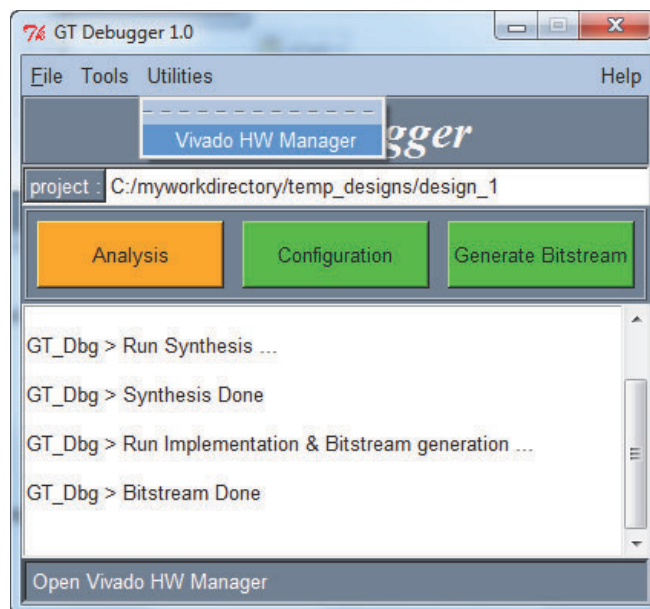 GT Debugger 1.0
File Tools Utilities Help
Vivado HW Manager
gger
project : C:/myworkdirectory/temp_designs/design_1
Analysis Configuration Generate Bitstream
GT_Dbg > Run Synthesis ...
GT_Dbg > Synthesis Done
GT_Dbg > Run Implementation & Bitstream generation ...
GT_Dbg > Bitstream Done
Open Vivado HW Manager